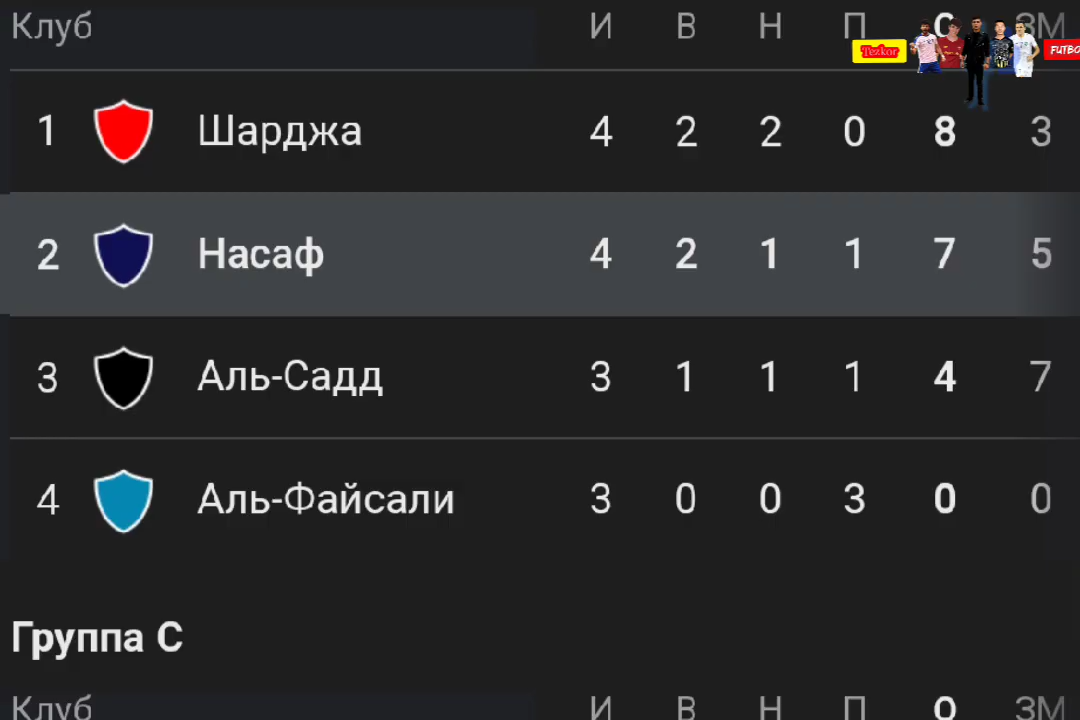 Клуб И В Н П ЗМ
Tezkor FUTBO
1 Шарджа 4 2 2 0 8 3
2 Насаф 4 2 1 1 7 5
3 Аль-Садд 3 1 1 1 4 7
4 Аль-Файсали 3 0 0 3 0 0
Группа С
Клуб И В Н П О ЗМ